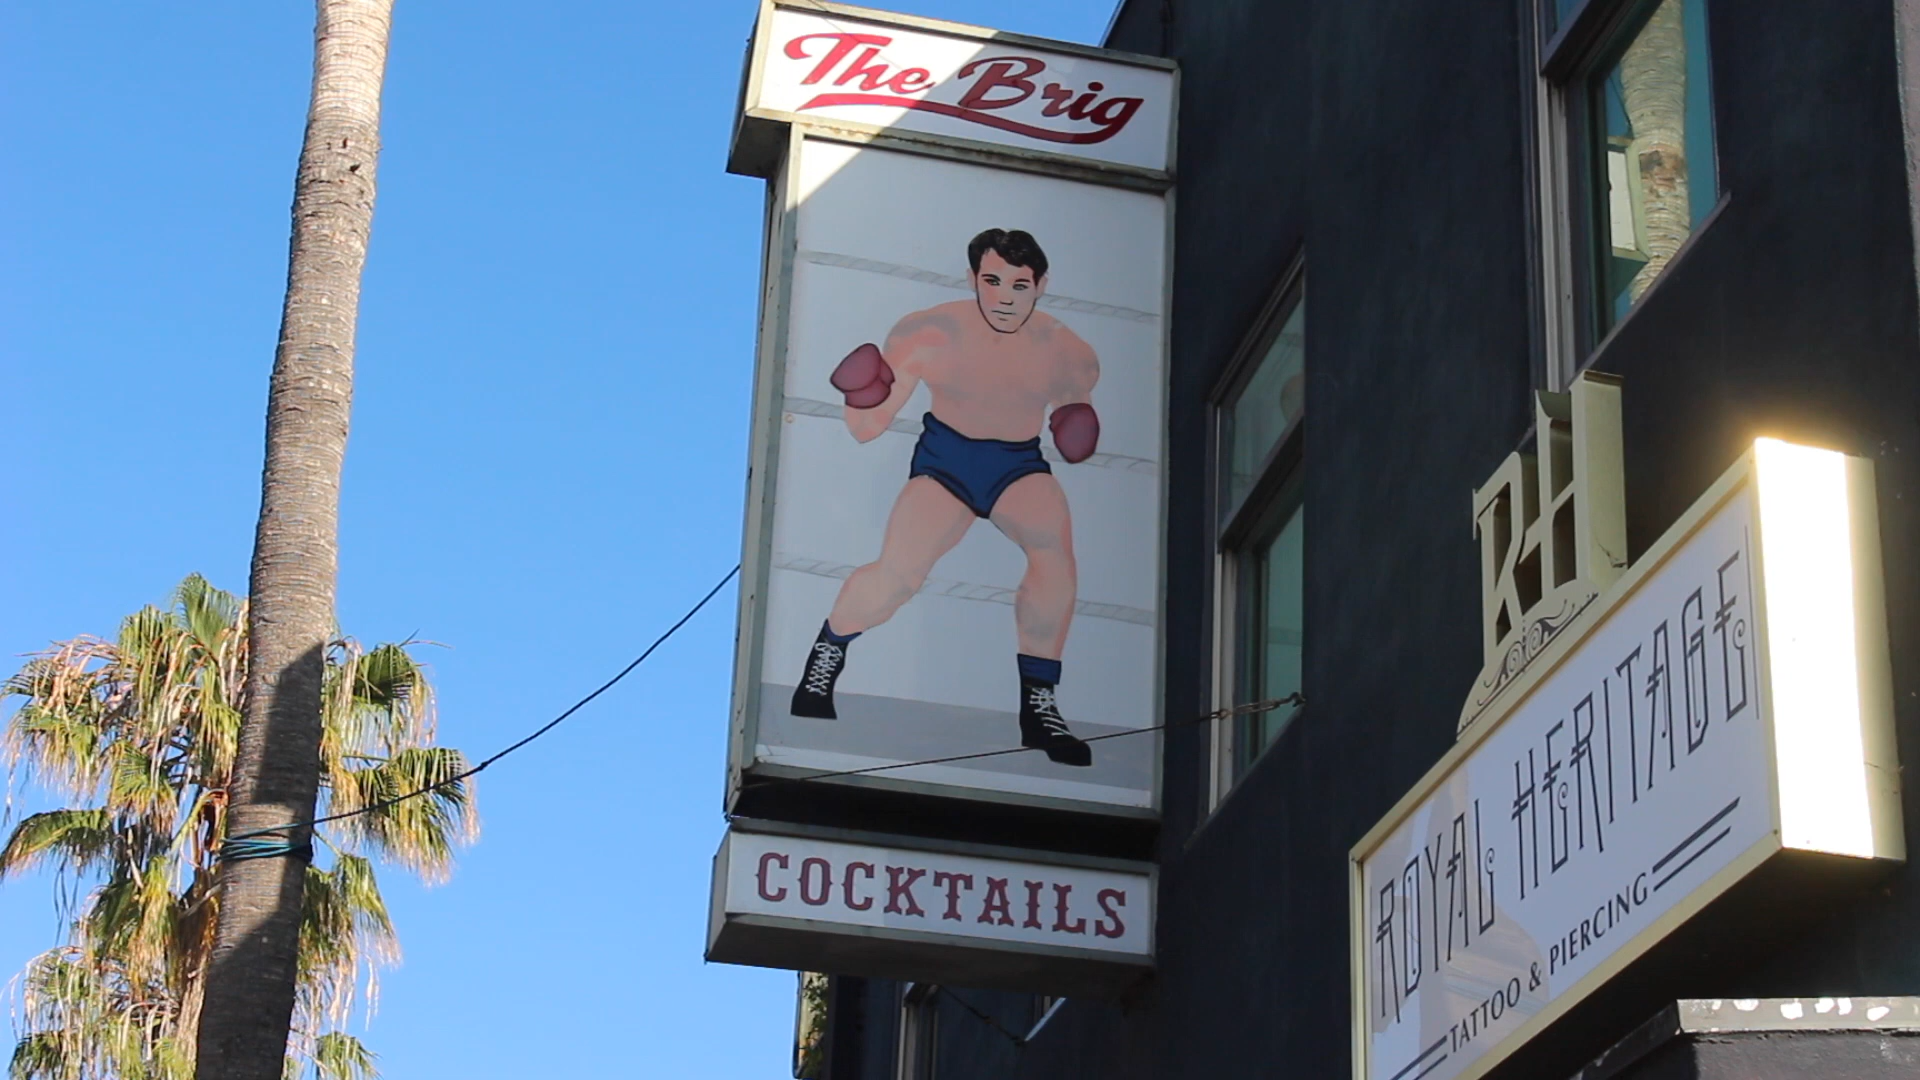 The Brig
COCKTAILS
RH
ROYAL HERITAGE
TATTOO & PIERCING